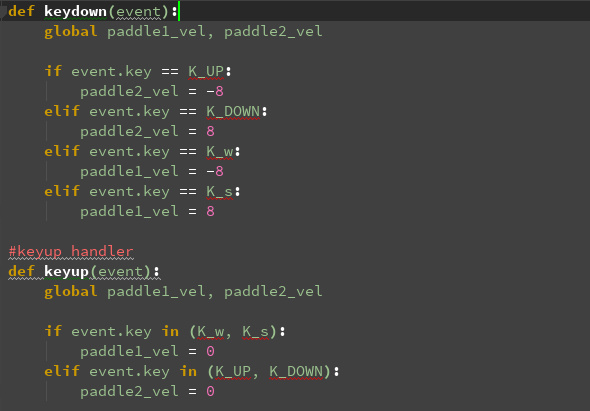 def keydown(event):
    global paddle1_vel, paddle2_vel

    if event.key == K_UP:
        paddle2_vel = -8
    elif event.key == K_DOWN:
        paddle2_vel = 8
    elif event.key == K_w:
        paddle1_vel = -8
    elif event.key == K_s:
        paddle1_vel = 8

#keyup handler
def keyup(event):
    global paddle1_vel, paddle2_vel

    if event.key in (K_w, K_s):
        paddle1_vel = 0
    elif event.key in (K_UP, K_DOWN):
        paddle2_vel = 0